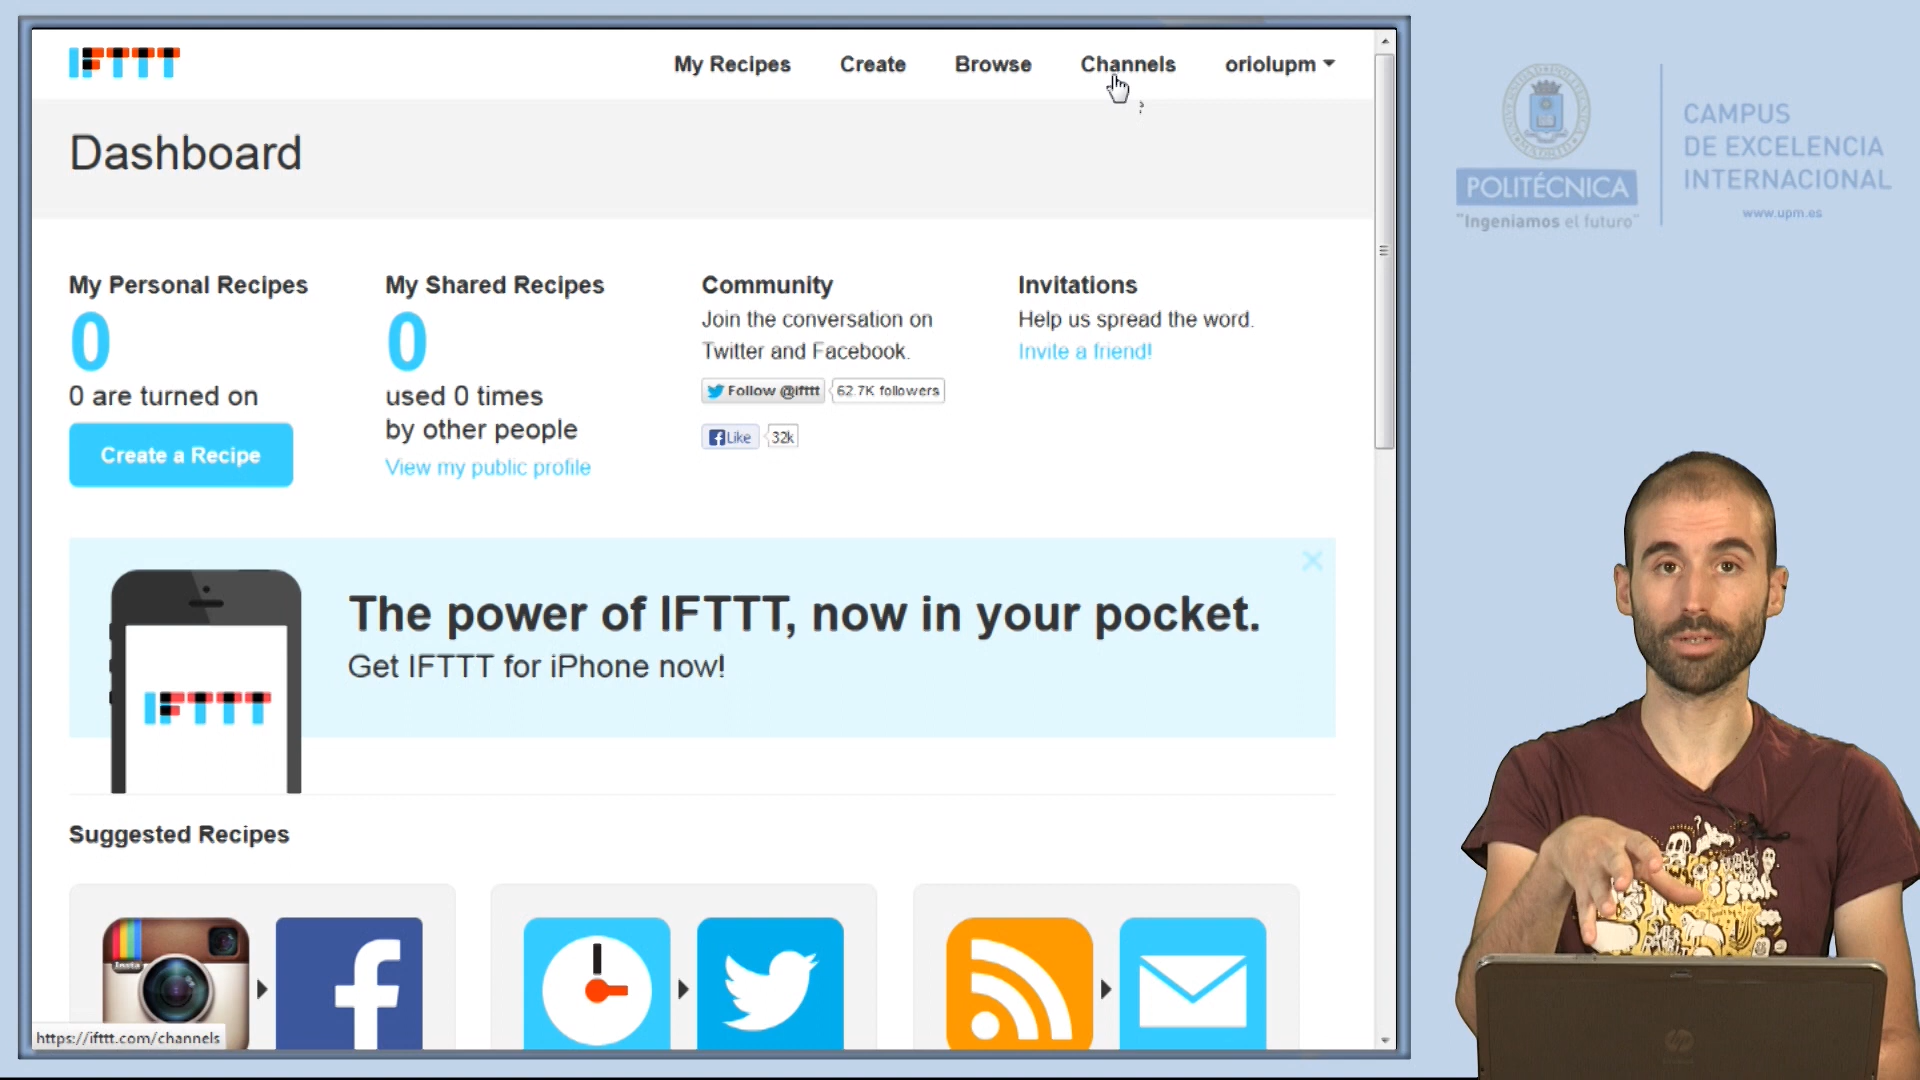 IFTTT
My Recipes
Create
Browse
Channels
oriolupm
Dashboard
My Personal Recipes
0
0 are turned on
Create a Recipe
My Shared Recipes
0
used 0 times
by other people
View my public profile
Community
Join the conversation on
Twitter and Facebook.
Follow @ifttt
62.7K followers
Like
32k
Invitations
Help us spread the word.
Invite a friend!
The power of IFTTT, now in your pocket.
Get IFTTT for iPhone now!
IFTTT
Suggested Recipes
Insta
https://ifttt.com/channels
POLITÉCNICA
"Ingeniamos el futuro"
CAMPUS
DE EXCELENCIA
INTERNACIONAL
www.upm.es
hp